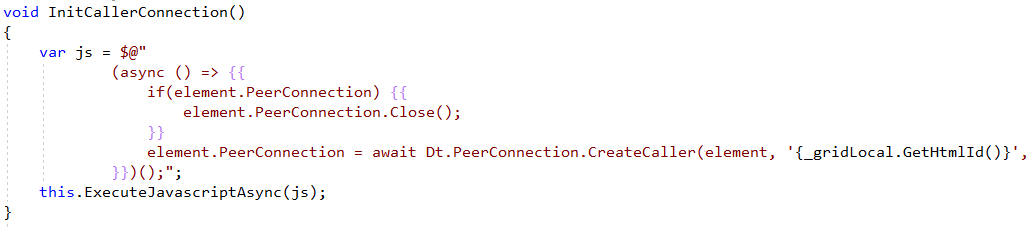 void InitCallerConnection()
{
    var js = $@"
            (async () => {{
                if(element.PeerConnection) {{
                    element.PeerConnection.Close();
                }}
                element.PeerConnection = await Dt.PeerConnection.CreateCaller(element, '{_gridLocal.GetHtmlId()}',
            }})();";
    this.ExecuteJavascriptAsync(js);
}